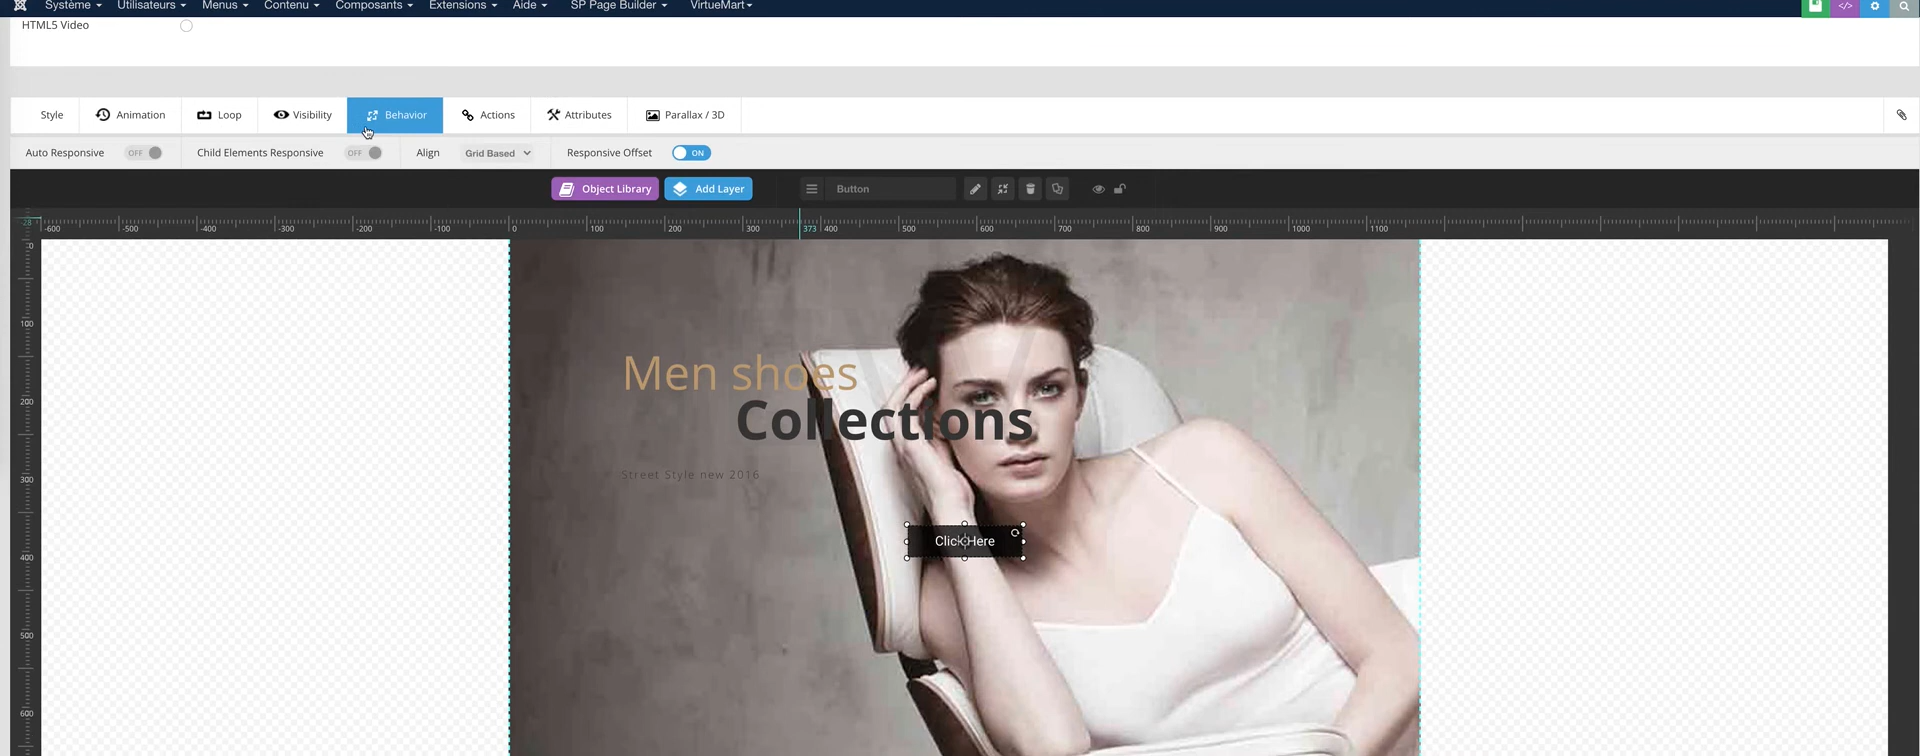 Système Utilisateurs Menus Contenu Composants Extensions Aide SP Page Builder VirtueMart </>
HTML5 Video
Style Animation Loop Visibility Behavior Actions Attributes Parallax / 3D
Auto Responsive OFF Child Elements Responsive OFF Align Grid Based Responsive Offset ON
Object Library Add Layer Button
-23 -600 -500 -400 -300 -200 -100 0 100 200 300 373 400 500 600 700 800 900 1000 1100
0
100
200
300
400
500
600
Men shoes
Collections
Street Style new 2016
Click Here